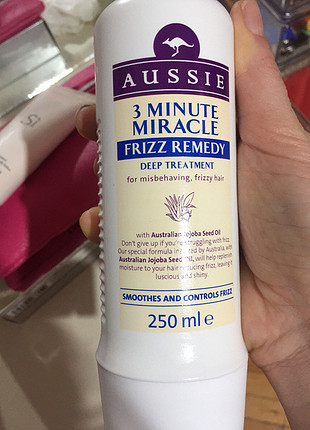 AUSSIE
3 MINUTE
MIRACLE
FRIZZ REMEDY
DEEP TREATMENT
for misbehaving, frizzy hair
with Australian Jojoba Seed Oil
Don't give up if you're struggling with frizz.
Our special formula inspired by Australia, with
Australian Jojoba Seed Oil, will help replenish
moisture to your hair reducing frizz, leaving it
luscious and shiny.
SMOOTHES AND CONTROLS FRIZZ
250 ml e